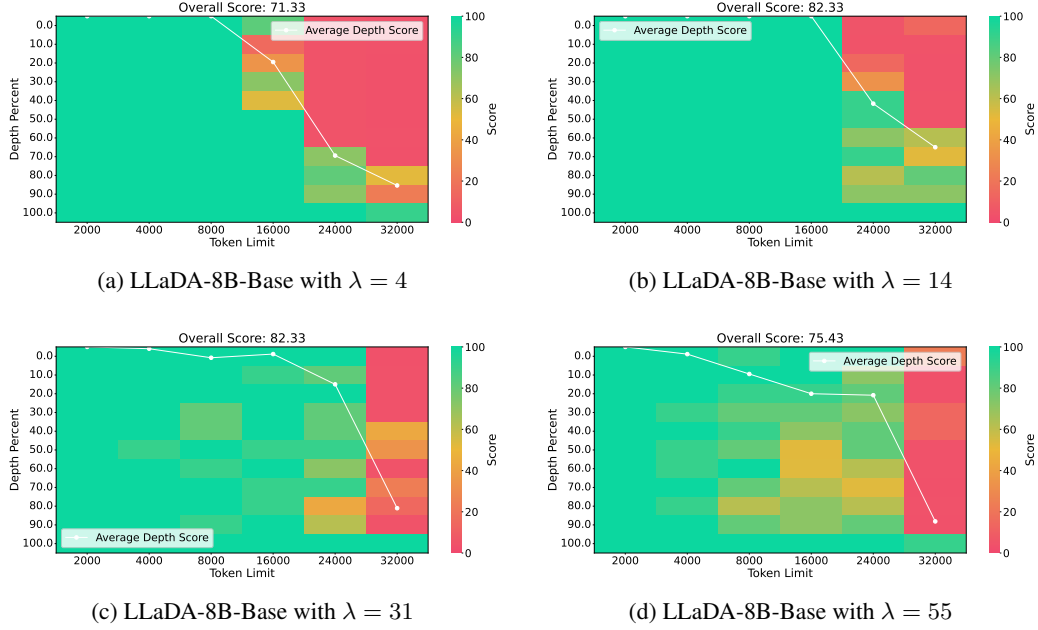 Overall Score: 71.33
Average Depth Score
Depth Percent
0.0
10.0
20.0
30.0
40.0
50.0
60.0
70.0
80.0
90.0
100.0
2000 4000 8000 16000 24000 32000
Token Limit
100
80
60
40
20
0
Score
(a) LLaDA-8B-Base with λ = 4
Overall Score: 82.33
Average Depth Score
Depth Percent
0.0
10.0
20.0
30.0
40.0
50.0
60.0
70.0
80.0
90.0
100.0
2000 4000 8000 16000 24000 32000
Token Limit
100
80
60
40
20
0
Score
(b) LLaDA-8B-Base with λ = 14
Overall Score: 82.33
Average Depth Score
Depth Percent
0.0
10.0
20.0
30.0
40.0
50.0
60.0
70.0
80.0
90.0
100.0
2000 4000 8000 16000 24000 32000
Token Limit
100
80
60
40
20
0
Score
(c) LLaDA-8B-Base with λ = 31
Overall Score: 75.43
Average Depth Score
Depth Percent
0.0
10.0
20.0
30.0
40.0
50.0
60.0
70.0
80.0
90.0
100.0
2000 4000 8000 16000 24000 32000
Token Limit
100
80
60
40
20
0
Score
(d) LLaDA-8B-Base with λ = 55